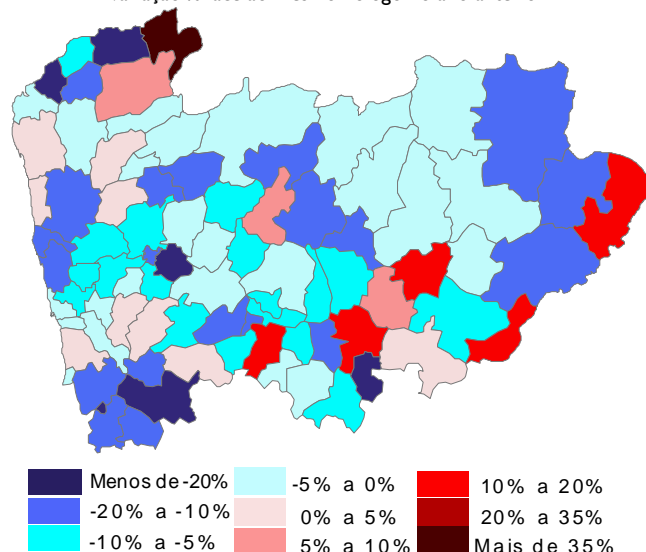 Menos de -20%
-20% a -10%
-10% a -5%
-5% a 0%
0% a 5%
5% a 10%
10% a 20%
20% a 35%
Mais de 35%